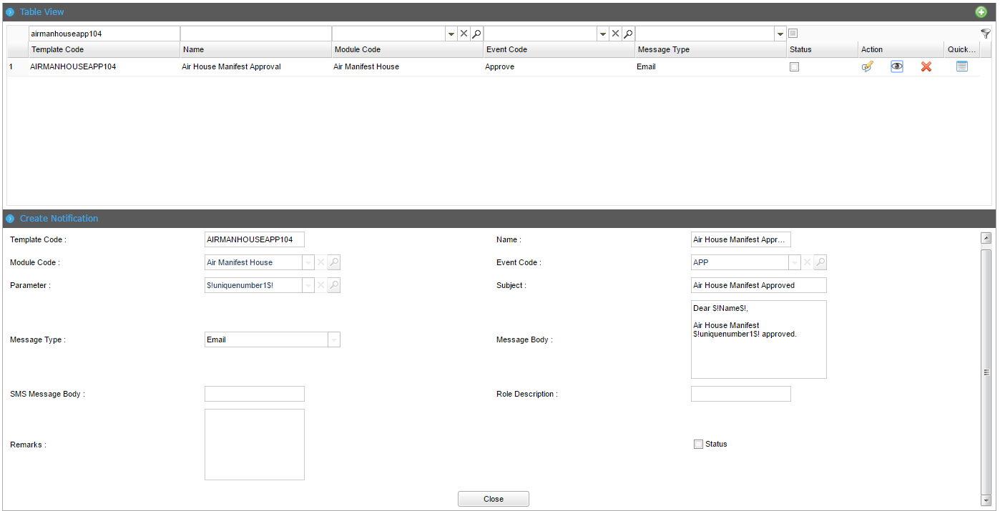 Table View
airmanhouseapp104
Template Code Name Module Code Event Code Message Type Status Action Quick...
1 AIRMANHOUSEAPP104 Air House Manifest Approval Air Manifest House Approve Email
Create Notification
Template Code : AIRMANHOUSEAPP104 Name : Air House Manifest Appr...
Module Code : Air Manifest House Event Code : APP
Parameter : $!uniquenumber1$! Subject : Air House Manifest Approved
Dear $!Name$!,
Air House Manifest
$!uniquenumber1$! approved.
Message Type : Email Message Body :
SMS Message Body : Role Description :
Remarks : Status
Close